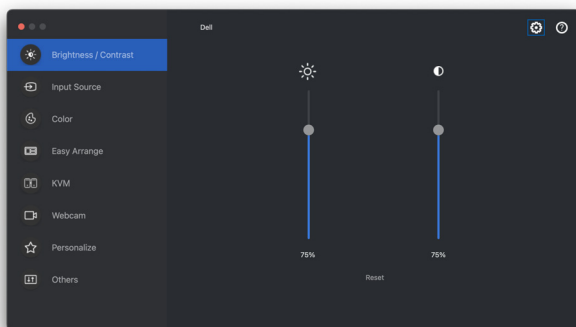 Dell
Brightness / Contrast
Input Source
Color
Easy Arrange
KVM
Webcam
Personalize
Others
75%
75%
Reset